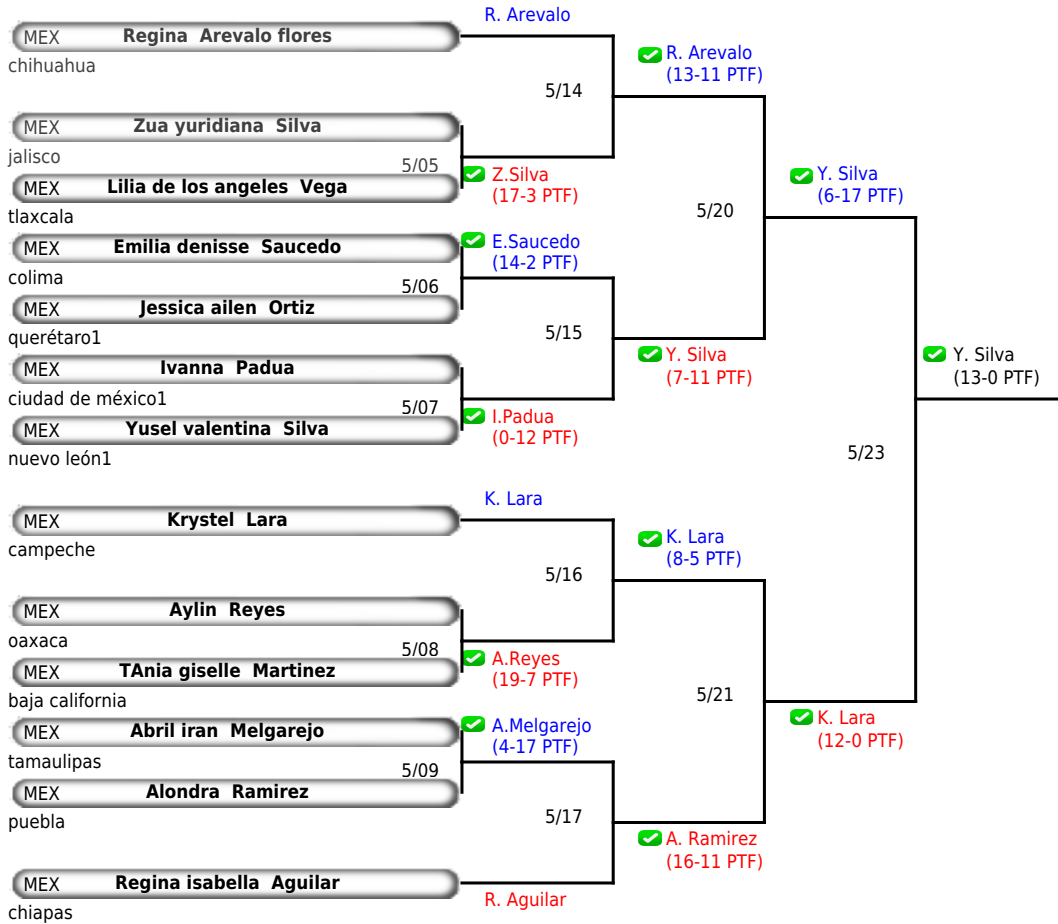 R. Arevalo
MEX Regina Arevalo flores
chihuahua
R. Arevalo
(13-11 PTF)
5/14
MEX Zua yuridiana Silva
jalisco
5/05
Z.Silva
(17-3 PTF)
MEX Lilia de los angeles Vega
tlaxcala
Y. Silva
(6-17 PTF)
5/20
MEX Emilia denisse Saucedo
colima
E.Saucedo
(14-2 PTF)
5/06
MEX Jessica ailen Ortiz
querétaro1
5/15
Y. Silva
(7-11 PTF)
MEX Ivanna Padua
ciudad de méxico1
5/07
I.Padua
(0-12 PTF)
MEX Yusel valentina Silva
nuevo león1
Y. Silva
(13-0 PTF)
5/23
K. Lara
MEX Krystel Lara
campeche
K. Lara
(8-5 PTF)
5/16
MEX Aylin Reyes
oaxaca
5/08
A.Reyes
(19-7 PTF)
MEX TAnia giselle Martinez
baja california
5/21
K. Lara
(12-0 PTF)
MEX Abril iran Melgarejo
tamaulipas
A.Melgarejo
(4-17 PTF)
5/09
MEX Alondra Ramirez
puebla
5/17
A. Ramirez
(16-11 PTF)
MEX Regina isabella Aguilar
chiapas
R. Aguilar